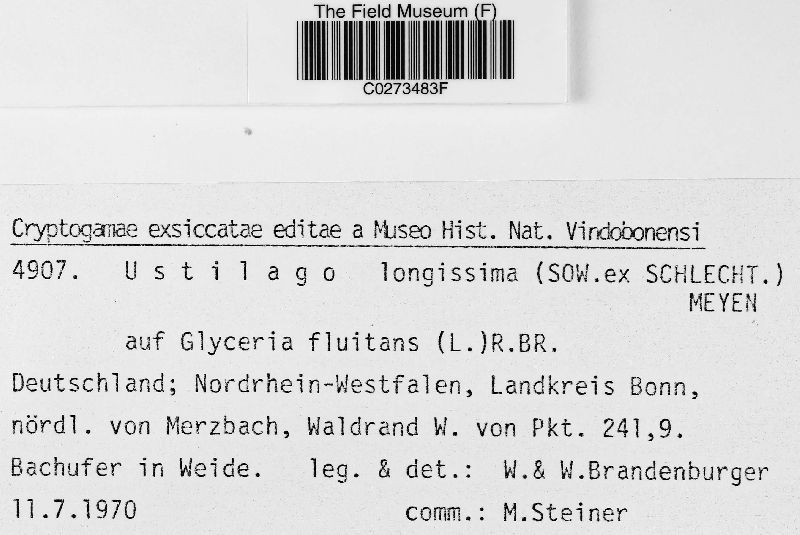 The Field Museum (F)
C0273483F
Cryptogamae exsiccatae editae a Museo Hist. Nat. Vindobonensi
4907. Ustilago longissima (SOW.ex SCHLECHT.)
MEYEN
auf Glyceria fluitans (L.)R.BR.
Deutschland; Nordrhein-Westfalen, Landkreis Bonn,
nördl. von Merzbach, Waldrand W. von Pkt. 241,9.
Bachufer in Weide. leg. & det.: W.& W.Brandenburger
11.7.1970 comm.: M.Steiner